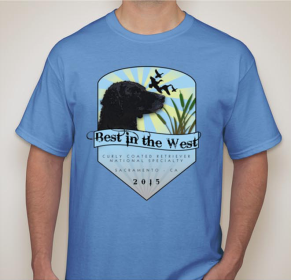 Best in the West
CURLY COATED RETRIEVER
NATIONAL SPECIALTY
SACRAMENTO CA
2015